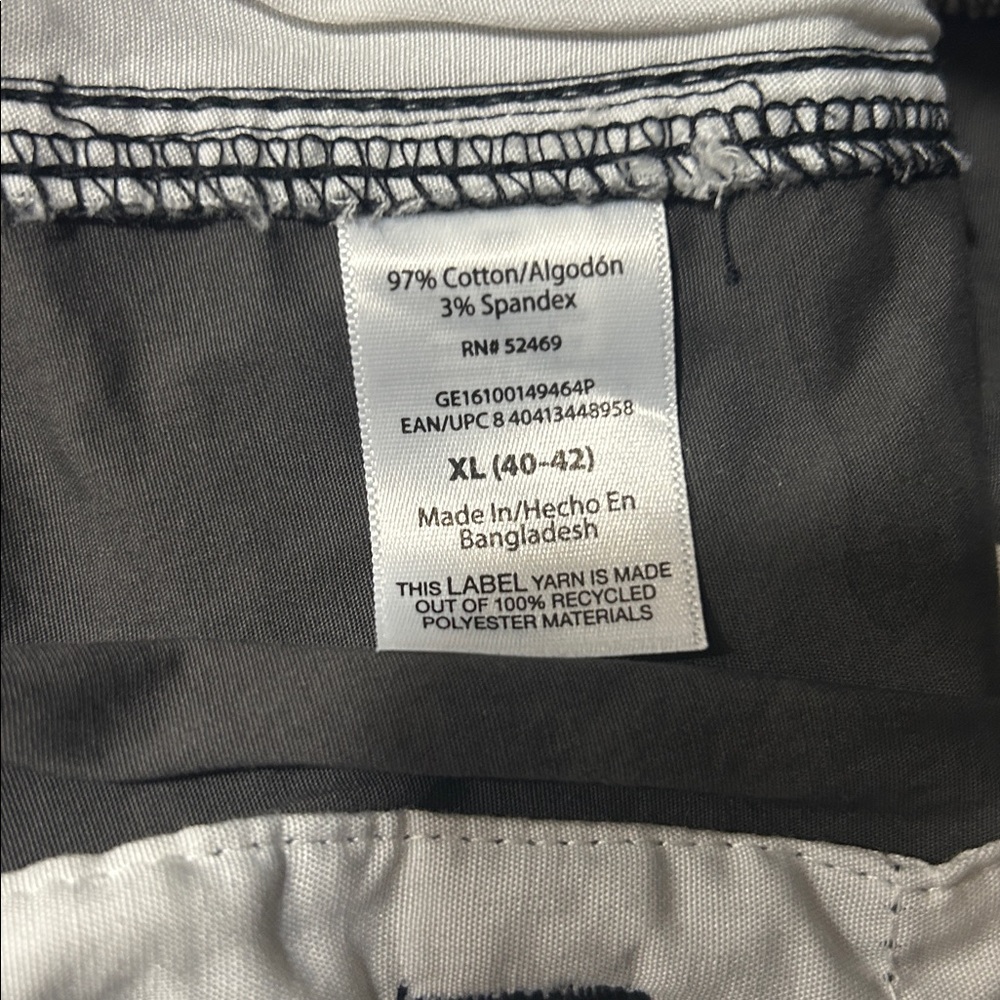 97% Cotton/Algodón
3% Spandex
RN# 52469
GE16100149464P
EAN/UPC 8 40413448958
XL (40-42)
Made In/Hecho En
Bangladesh
THIS LABEL YARN IS MADE
OUT OF 100% RECYCLED
POLYESTER MATERIALS